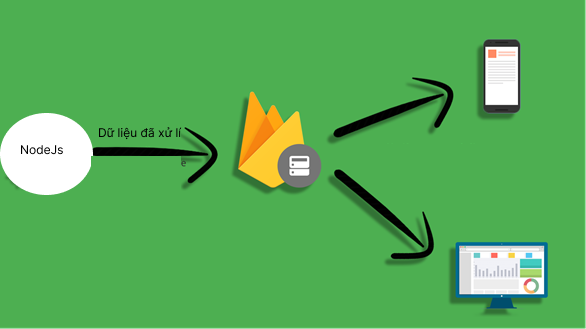 NodeJs
Dữ liệu đã xử lí
e